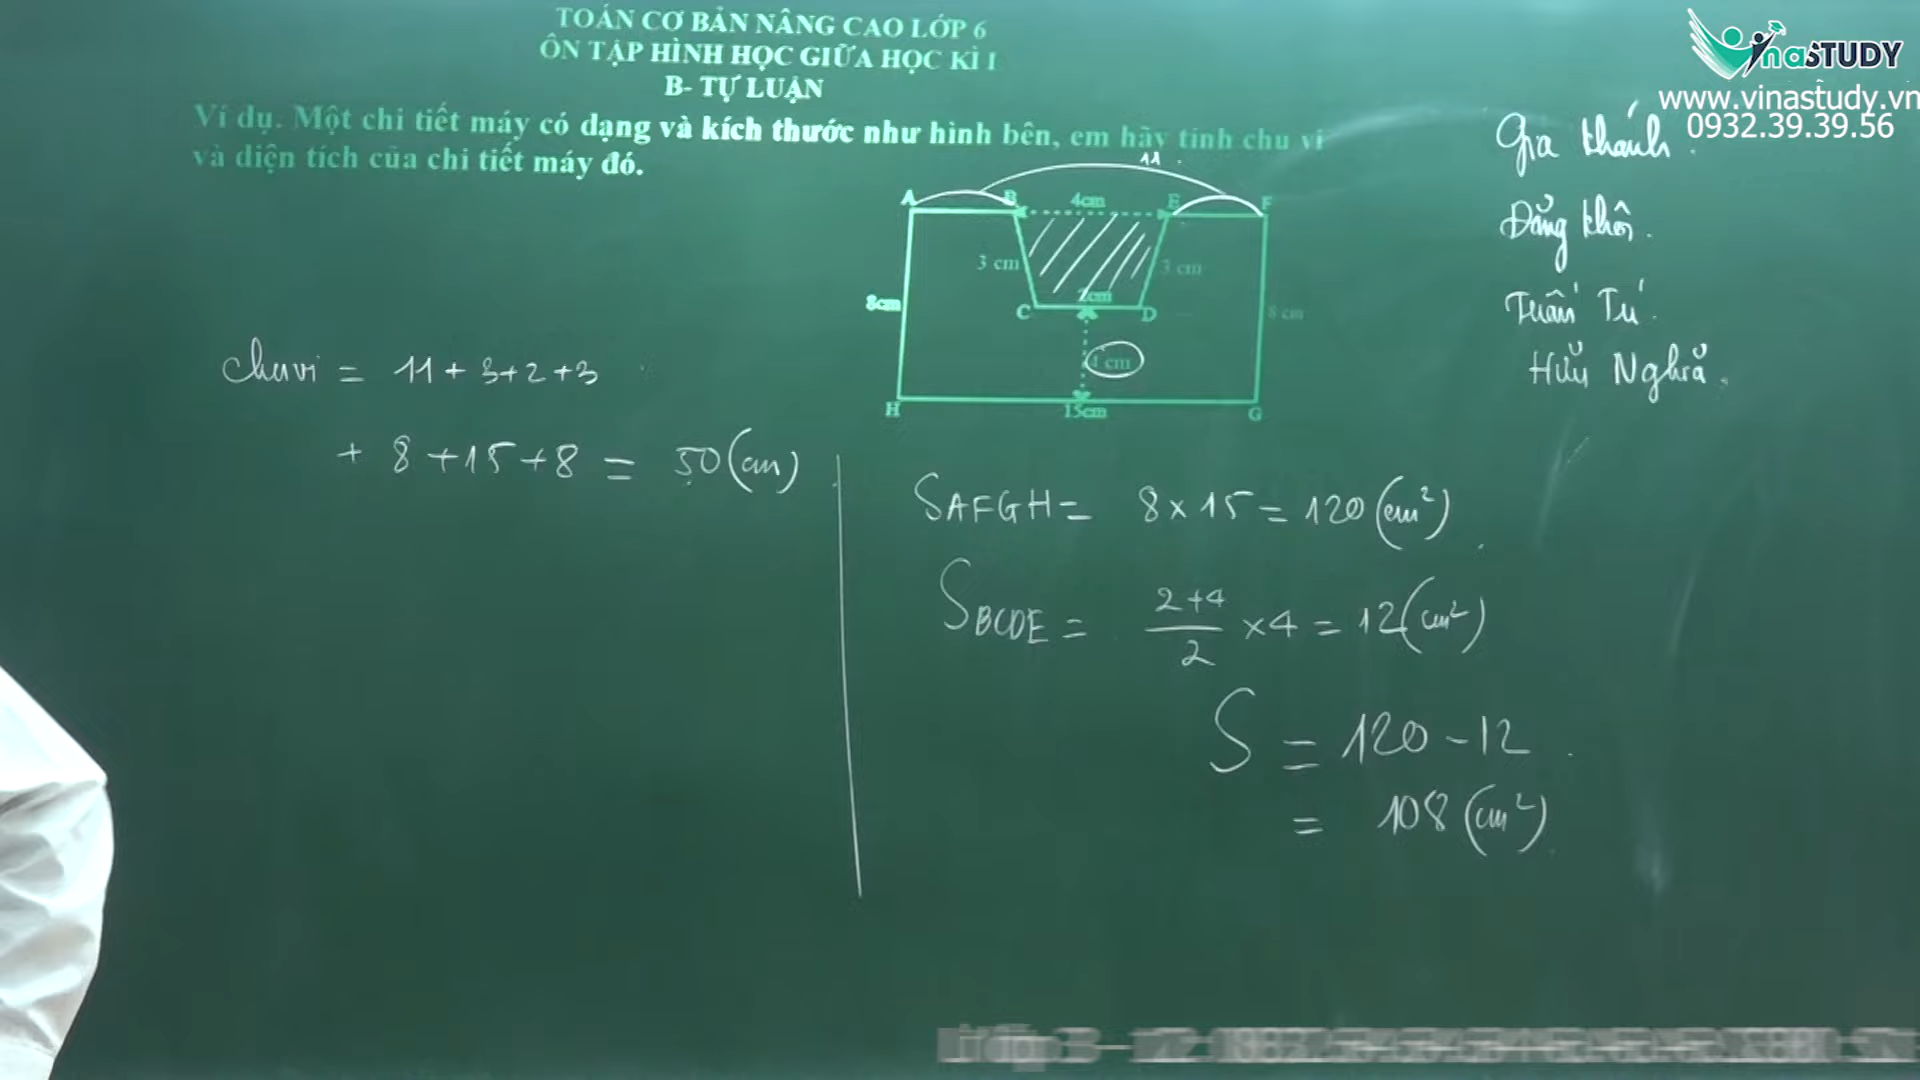 TOÁN CƠ BẢN NÂNG CAO LỚP 6
ÔN TẬP HÌNH HỌC GIỮA HỌC KÌ 1
B- TỰ LUẬN
Ví dụ. Một chi tiết máy có dạng và kích thước như hình bên, em hãy tính chu vi
và diện tích của chi tiết máy đó.
VinaSTUDY
www.vinastudy.vn
0932.39.39.56
Gia Khánh.
Đăng Khôi.
Tuấn Tú.
Hữu Nghĩa.
11
A B 4cm E F
3 cm 3 cm
8cm C 2cm D 8 cm
4 cm
H 15cm G
Chu vi = 11 + 3 + 2 + 3
+ 8 + 15 + 8 = 50 (cm)
SAFGH = 8 x 15 = 120 (cm²)
SBCDE = 2+4/2 x 4 = 12 (cm²)
S = 120 - 12
= 108 (cm²)